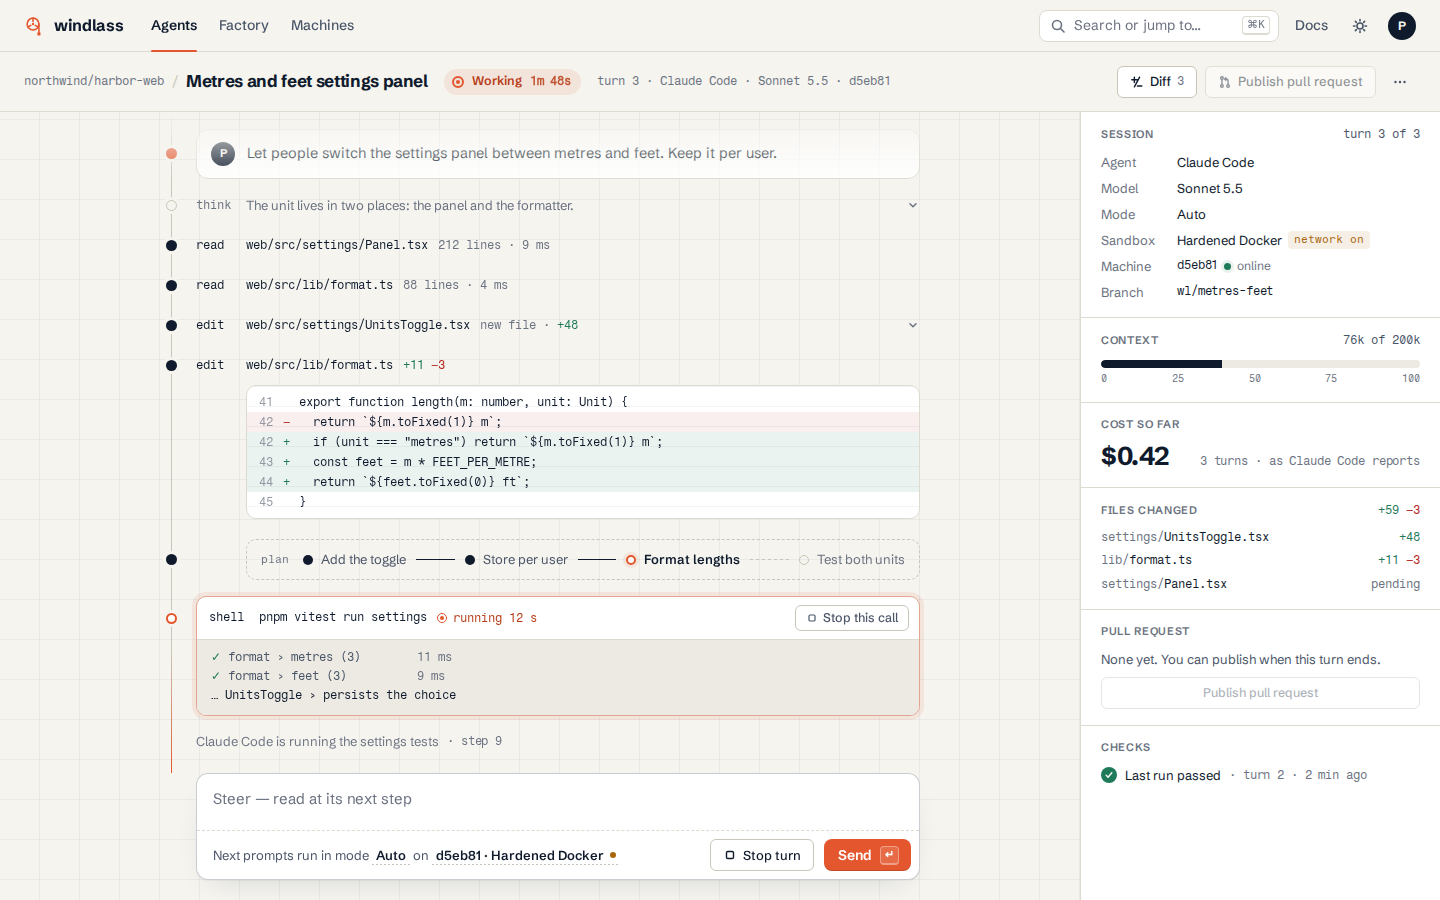 windlass Agents Factory Machines Search or jump to... ⌘K Docs P
northwind/harbor-web / Metres and feet settings panel Working 1m 48s turn 3 · Claude Code · Sonnet 5.5 · d5eb81 Diff 3 Publish pull request ···
P Let people switch the settings panel between metres and feet. Keep it per user.
think The unit lives in two places: the panel and the formatter.
read web/src/settings/Panel.tsx 212 lines · 9 ms
read web/src/lib/format.ts 88 lines · 4 ms
edit web/src/settings/UnitsToggle.tsx new file · +48
edit web/src/lib/format.ts +11 −3
41 export function length(m: number, unit: Unit) {
42 − return `${m.toFixed(1)} m`;
42 + if (unit === "metres") return `${m.toFixed(1)} m`;
43 + const feet = m * FEET_PER_METRE;
44 + return `${feet.toFixed(0)} ft`;
45 }
plan Add the toggle Store per user Format lengths Test both units
shell pnpm vitest run settings running 12 s Stop this call
✓ format › metres (3) 11 ms
✓ format › feet (3) 9 ms
… UnitsToggle › persists the choice
Claude Code is running the settings tests · step 9
Steer — read at its next step
Next prompts run in mode Auto on d5eb81 · Hardened Docker Stop turn Send ↵
SESSION turn 3 of 3
Agent Claude Code
Model Sonnet 5.5
Mode Auto
Sandbox Hardened Docker network on
Machine d5eb81 online
Branch wl/metres-feet
CONTEXT 76k of 200k
0 25 50 75 100
COST SO FAR
$0.42 3 turns · as Claude Code reports
FILES CHANGED +59 −3
settings/UnitsToggle.tsx +48
lib/format.ts +11 −3
settings/Panel.tsx pending
PULL REQUEST
None yet. You can publish when this turn ends.
Publish pull request
CHECKS
Last run passed · turn 2 · 2 min ago